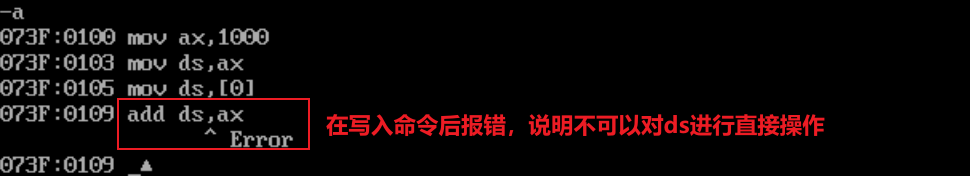 -a
073F:0100 mov ax,1000
073F:0103 mov ds,ax
073F:0105 mov ds,[0]
073F:0109 add ds,ax
^ Error
在写入命令后报错，说明不可以对ds进行直接操作
073F:0109 _